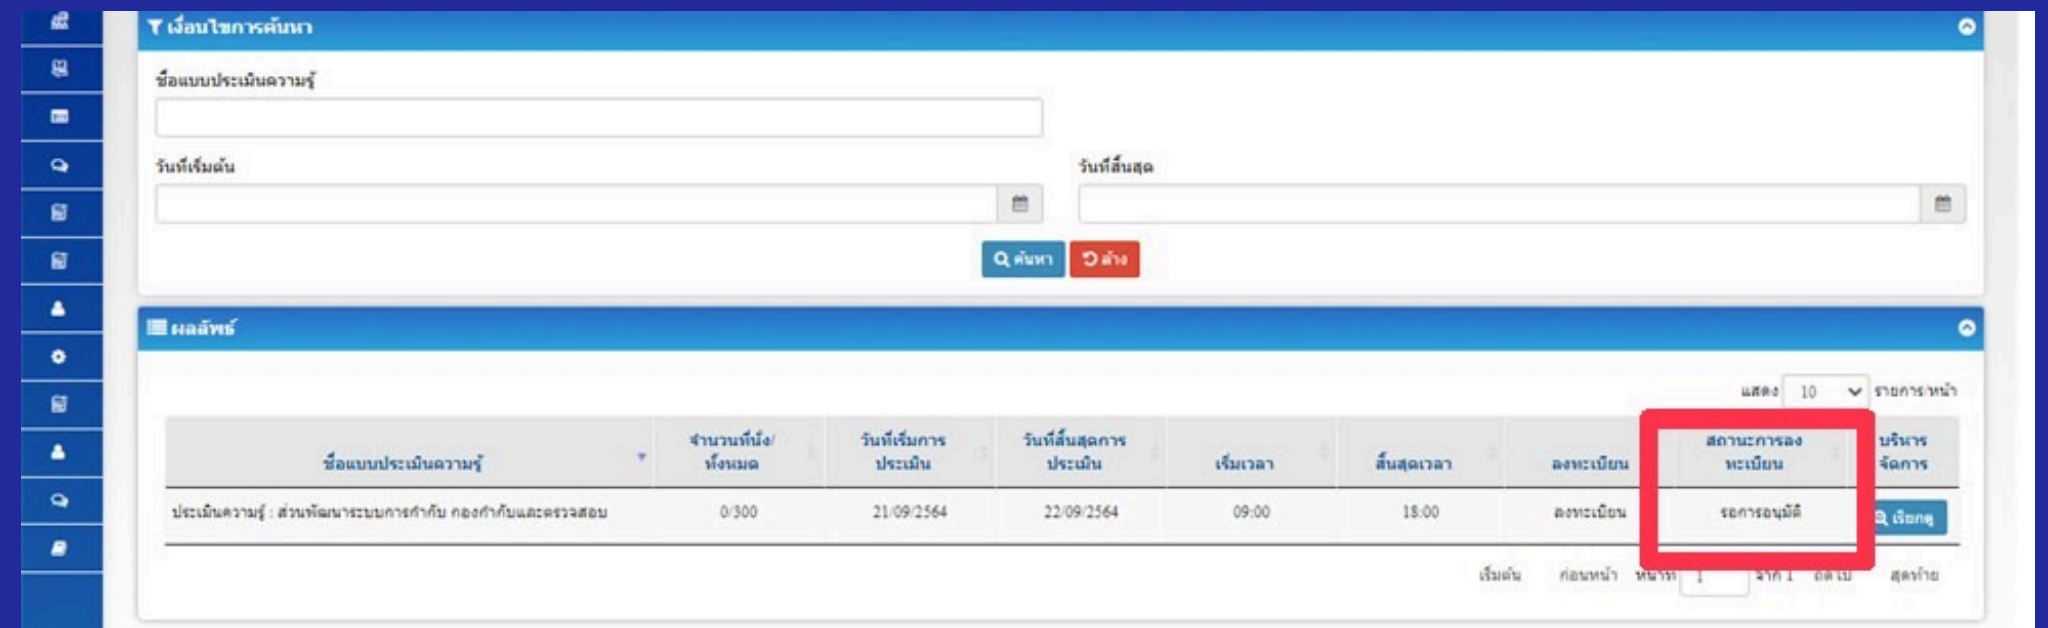 เงื่อนไขการค้นหา
ชื่อแบบประเมินความรู้
วันที่เริ่มต้น
วันที่สิ้นสุด
ค้นหา
ล้าง
ผลลัพธ์
แสดง 10 รายการ/หน้า
ชื่อแบบประเมินความรู้
จำนวนที่นั่ง/
ทั้งหมด
วันที่เริ่มการ
ประเมิน
วันที่สิ้นสุดการ
ประเมิน
เริ่มเวลา
สิ้นสุดเวลา
ลงทะเบียน
สถานะการลง
ทะเบียน
บริหาร
จัดการ
ประเมินความรู้ : ส่วนพัฒนาระบบการกำกับ กองกำกับและตรวจสอบ 0/300 21/09/2564 22/09/2564 09:00 18:00 ลงทะเบียน รอการอนุมัติ เรียกดู
เริ่มต้น ก่อนหน้า หน้าที่ 1 จาก 1 ถัดไป สุดท้าย